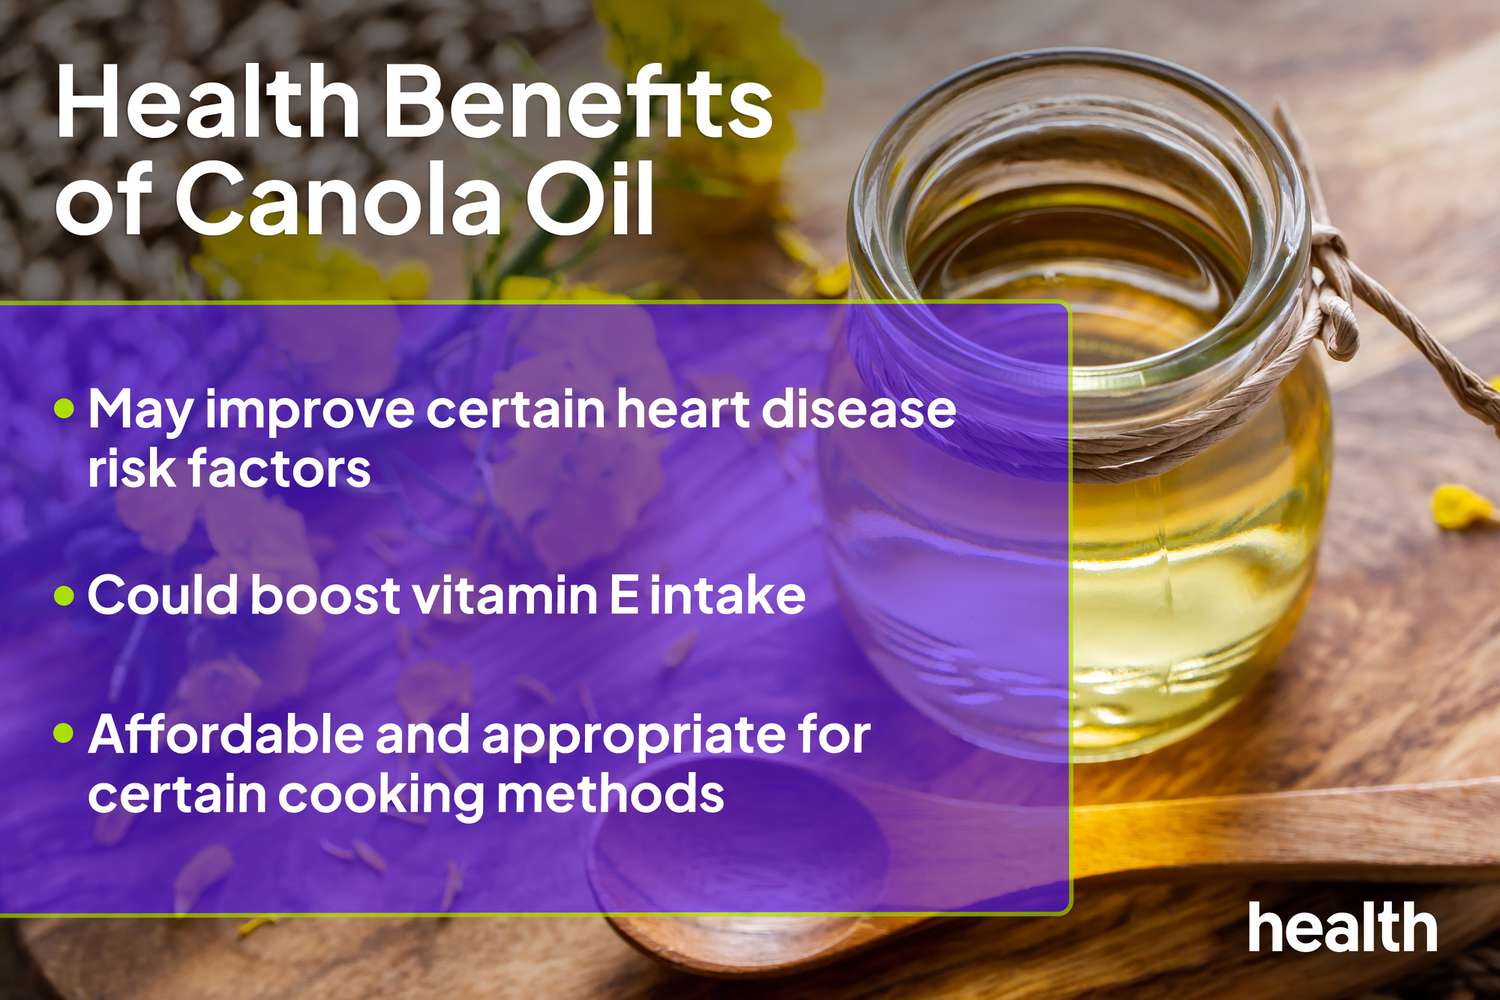 Health Benefits
of Canola Oil
• May improve certain heart disease
risk factors
• Could boost vitamin E intake
• Affordable and appropriate for
certain cooking methods
health